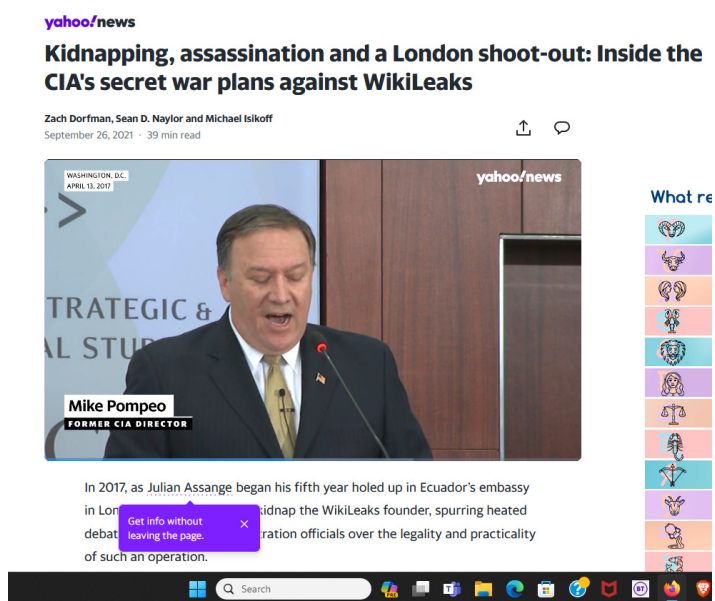 yahoo!news
Kidnapping, assassination and a London shoot-out: Inside the
CIA's secret war plans against WikiLeaks
Zach Dorfman, Sean D. Naylor and Michael Isikoff
September 26, 2021 · 39 min read
WASHINGTON, D.C.
APRIL 13, 2017
yahoo!news
TRATEGIC &
AL STU
Mike Pompeo
FORMER CIA DIRECTOR
What re
In 2017, as Julian Assange began his fifth year holed up in Ecuador's embassy
in Lon kidnap the WikiLeaks founder, spurring heated
debat tration officials over the legality and practicality
of such an operation.
Get info without
leaving the page.
Search
PRE
BT